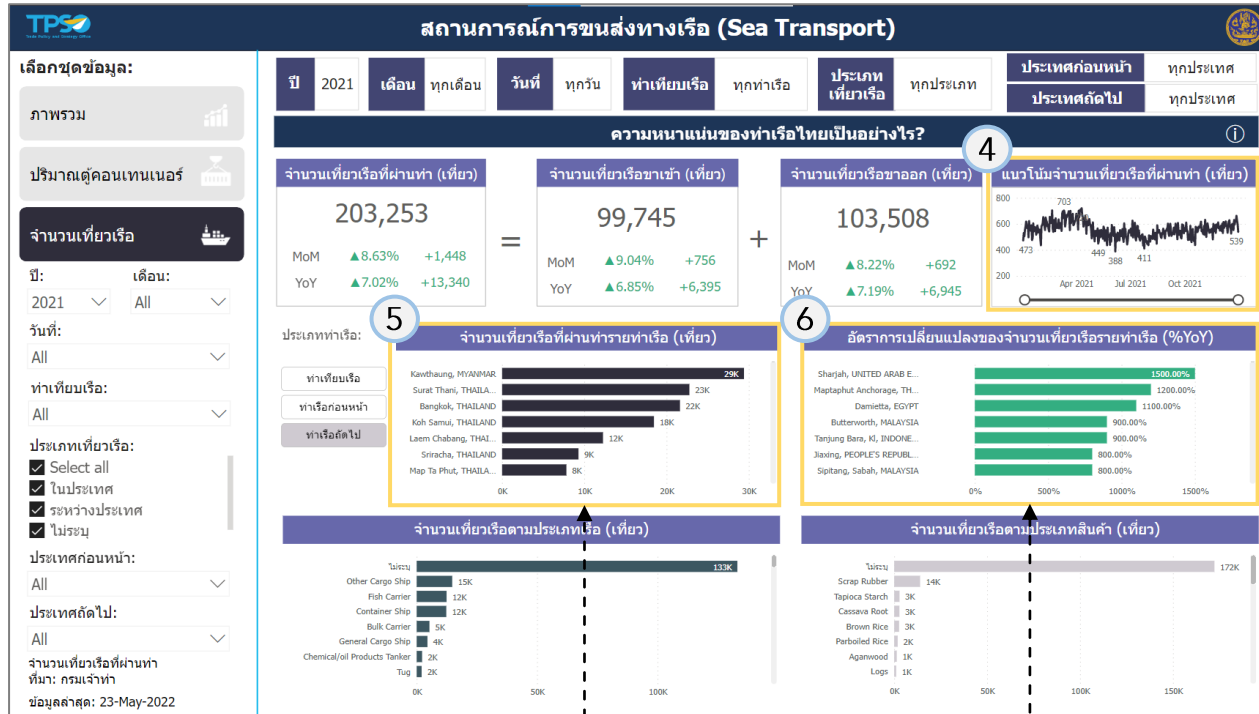 TPSO
Trade Policy and Strategy Office
สถานการณ์การขนส่งทางเรือ (Sea Transport)
เลือกชุดข้อมูล:
ภาพรวม
ปริมาณตู้คอนเทนเนอร์
จำนวนเที่ยวเรือ
ปี:
เดือน:
2021
All
วันที่:
All
ท่าเทียบเรือ:
All
ประเภทเที่ยวเรือ:
Select all
ในประเทศ
ระหว่างประเทศ
ไม่ระบุ
ประเทศก่อนหน้า:
All
ประเทศถัดไป:
All
จำนวนเที่ยวเรือที่ผ่านท่า
ที่มา: กรมเจ้าท่า
ข้อมูลล่าสุด: 23-May-2022
ปี 2021
เดือน ทุกเดือน
วันที่ ทุกวัน
ท่าเทียบเรือ ทุกท่าเรือ
ประเภท
เที่ยวเรือ
ทุกประเภท
ประเทศก่อนหน้า ทุกประเทศ
ประเทศถัดไป ทุกประเทศ
ความหนาแน่นของท่าเรือไทยเป็นอย่างไร?
จำนวนเที่ยวเรือที่ผ่านท่า (เที่ยว)
203,253
MoM ▲8.63% +1,448
YoY ▲7.02% +13,340
=
จำนวนเที่ยวเรือขาเข้า (เที่ยว)
99,745
MoM ▲9.04% +756
YoY ▲6.85% +6,395
+
จำนวนเที่ยวเรือขาออก (เที่ยว)
103,508
MoM ▲8.22% +692
YoY ▲7.19% +6,945
4
แนวโน้มจำนวนเที่ยวเรือที่ผ่านท่า (เที่ยว)
800
600
400
200
703
473
449
388
411
539
Apr 2021 Jul 2021 Oct 2021
ประเภทท่าเรือ:
ท่าเทียบเรือ
ท่าเรือก่อนหน้า
ท่าเรือถัดไป
5
จำนวนเที่ยวเรือที่ผ่านท่ารายท่าเรือ (เที่ยว)
Kawthaung, MYANMAR 29K
Surat Thani, THAILA... 23K
Bangkok, THAILAND 22K
Koh Samui, THAILAND 18K
Laem Chabang, THAI... 12K
Sriracha, THAILAND 9K
Map Ta Phut, THAILA... 8K
0K 10K 20K 30K
6
อัตราการเปลี่ยนแปลงของจำนวนเที่ยวเรือรายท่าเรือ (%YoY)
Sharjah, UNITED ARAB E... 1500.00%
Maptaphut Anchorage, TH... 1200.00%
Damietta, EGYPT 1100.00%
Butterworth, MALAYSIA 900.00%
Tanjung Bara, Kl, INDONE... 900.00%
Jiaxing, PEOPLE'S REPUBL... 800.00%
Sipitang, Sabah, MALAYSIA 800.00%
0% 500% 1000% 1500%
จำนวนเที่ยวเรือตามประเภทเรือ (เที่ยว)
ไม่ระบุ 133K
Other Cargo Ship 15K
Fish Carrier 12K
Container Ship 12K
Bulk Carrier 5K
General Cargo Ship 4K
Chemical/oil Products Tanker 2K
Tug 2K
0K 50K 100K
จำนวนเที่ยวเรือตามประเภทสินค้า (เที่ยว)
ไม่ระบุ 172K
Scrap Rubber 14K
Tapioca Starch 3K
Cassava Root 3K
Brown Rice 3K
Parboiled Rice 2K
Aganwood 1K
Logs 1K
0K 50K 100K 150K